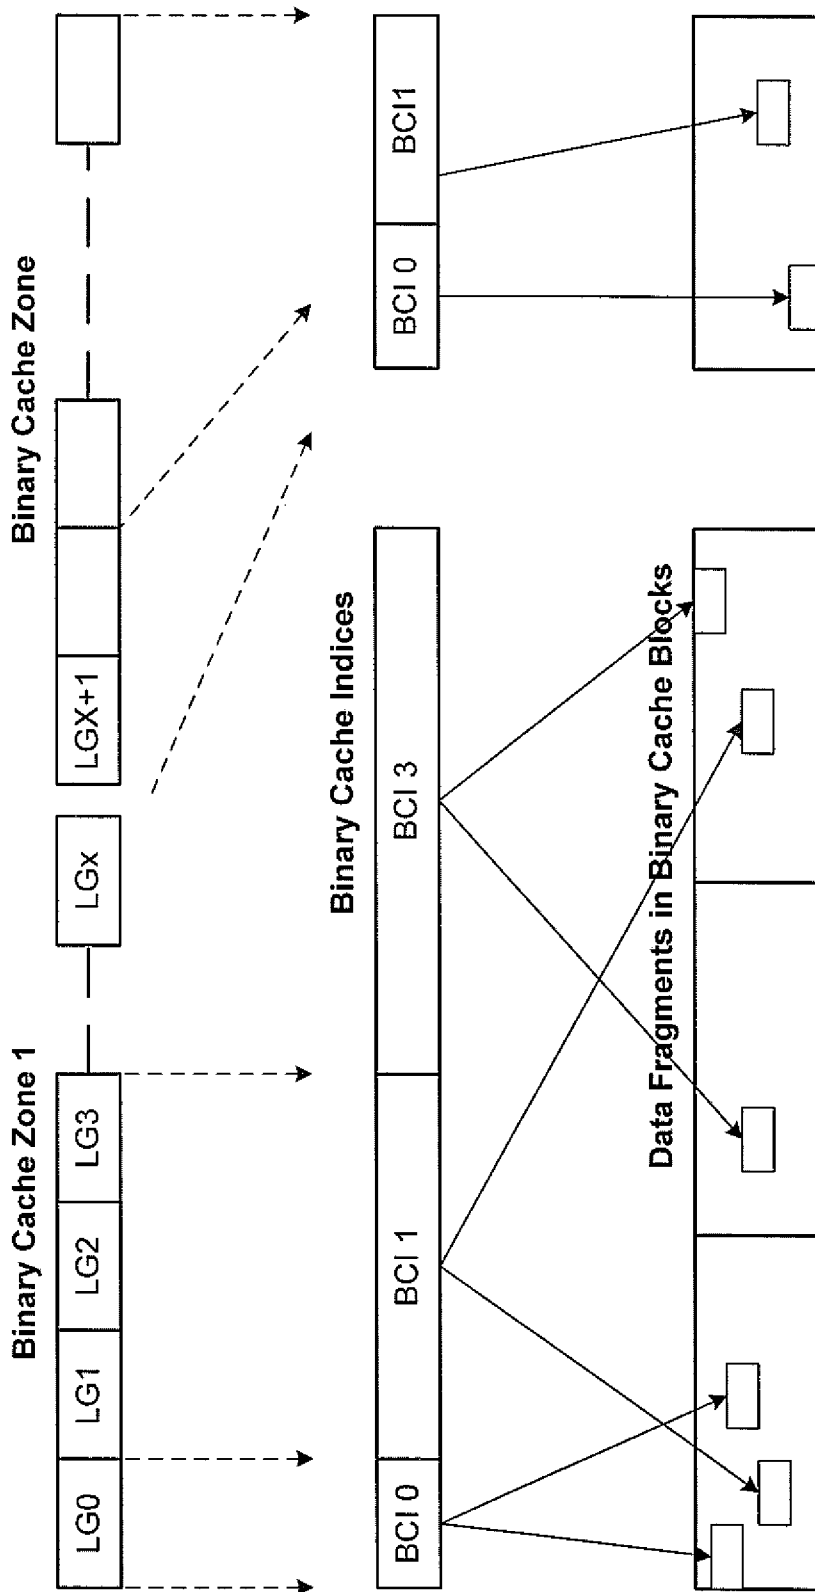 Binary Cache Zone 1
Binary Cache Zone
LG0
LG1
LG2
LG3
LGx
LGX+1
Binary Cache Indices
BCI 0
BCI 1
BCI 3
BCI 0
BCI1
Data Fragments in Binary Cache Blocks